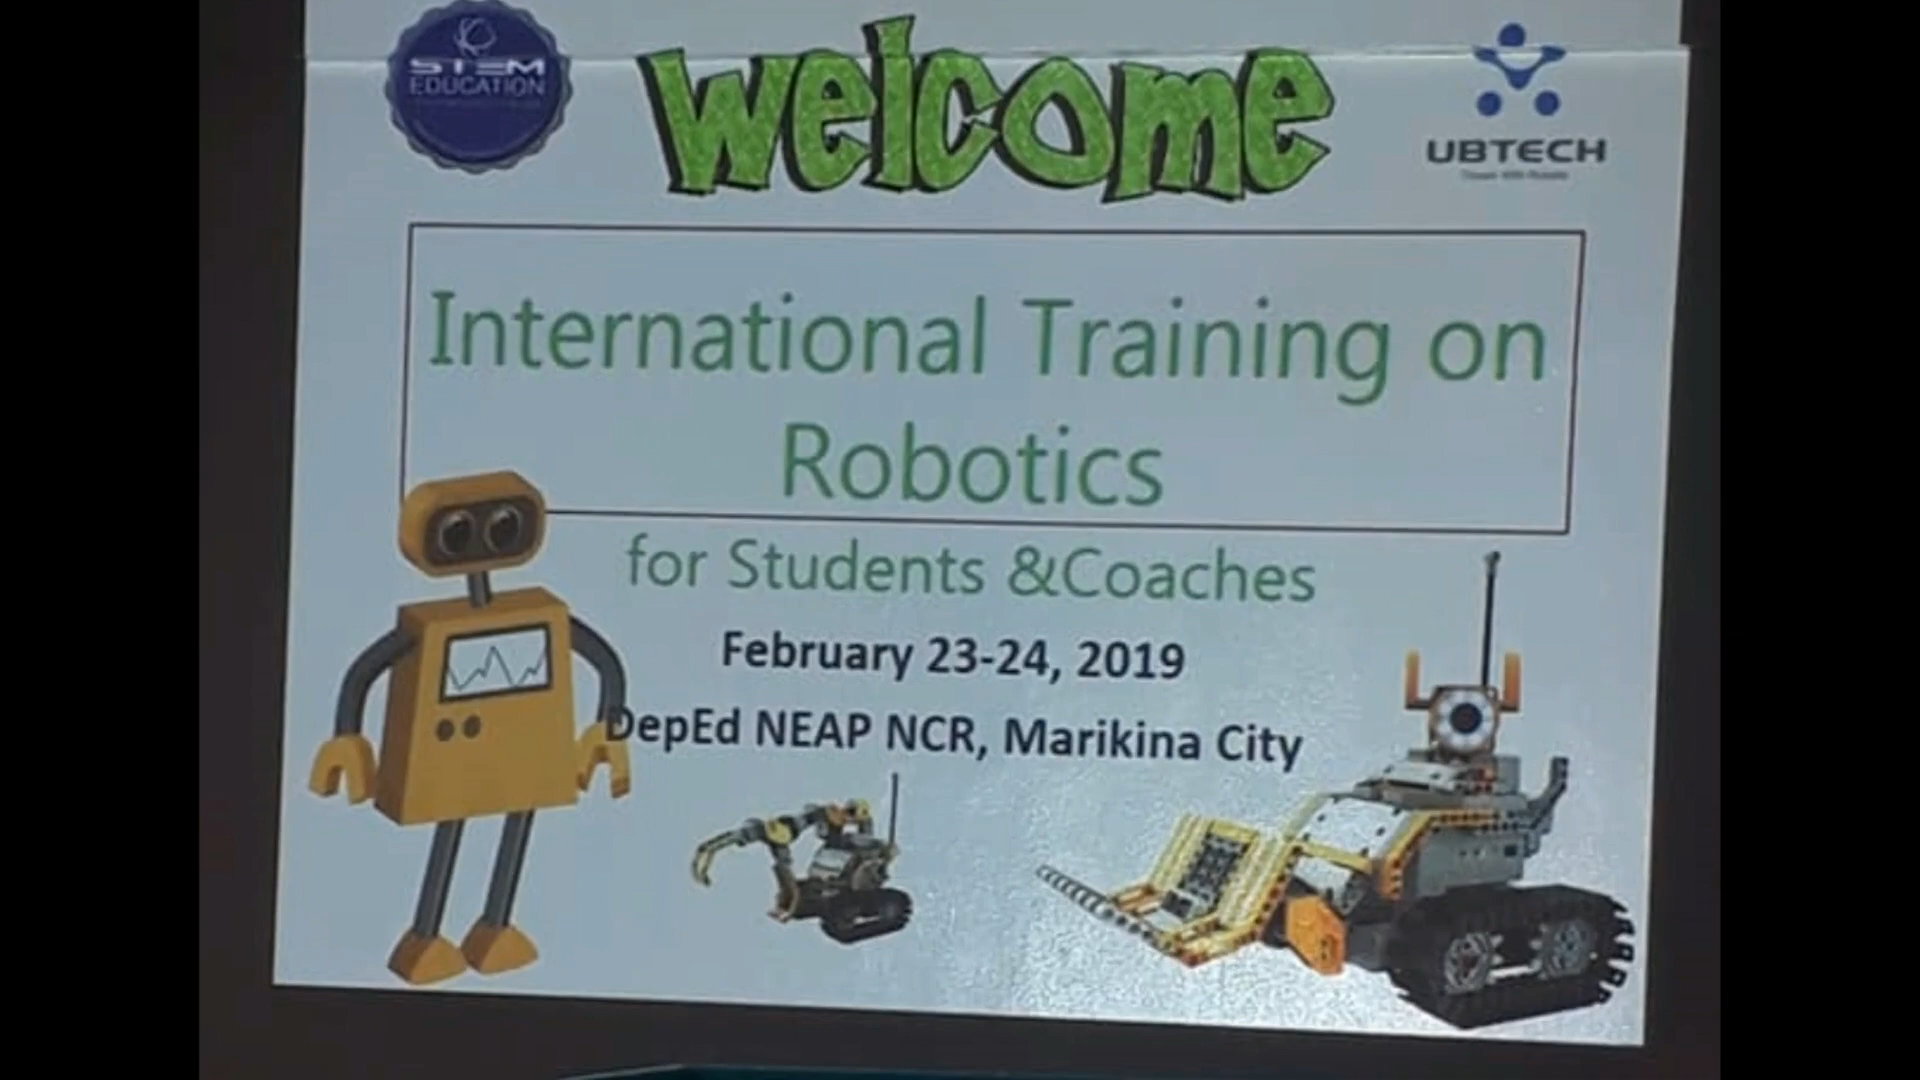 STEM
EDUCATION
welcome
UBTECH
International Training on
Robotics
for Students &Coaches
February 23-24, 2019
DepEd NEAP NCR, Marikina City